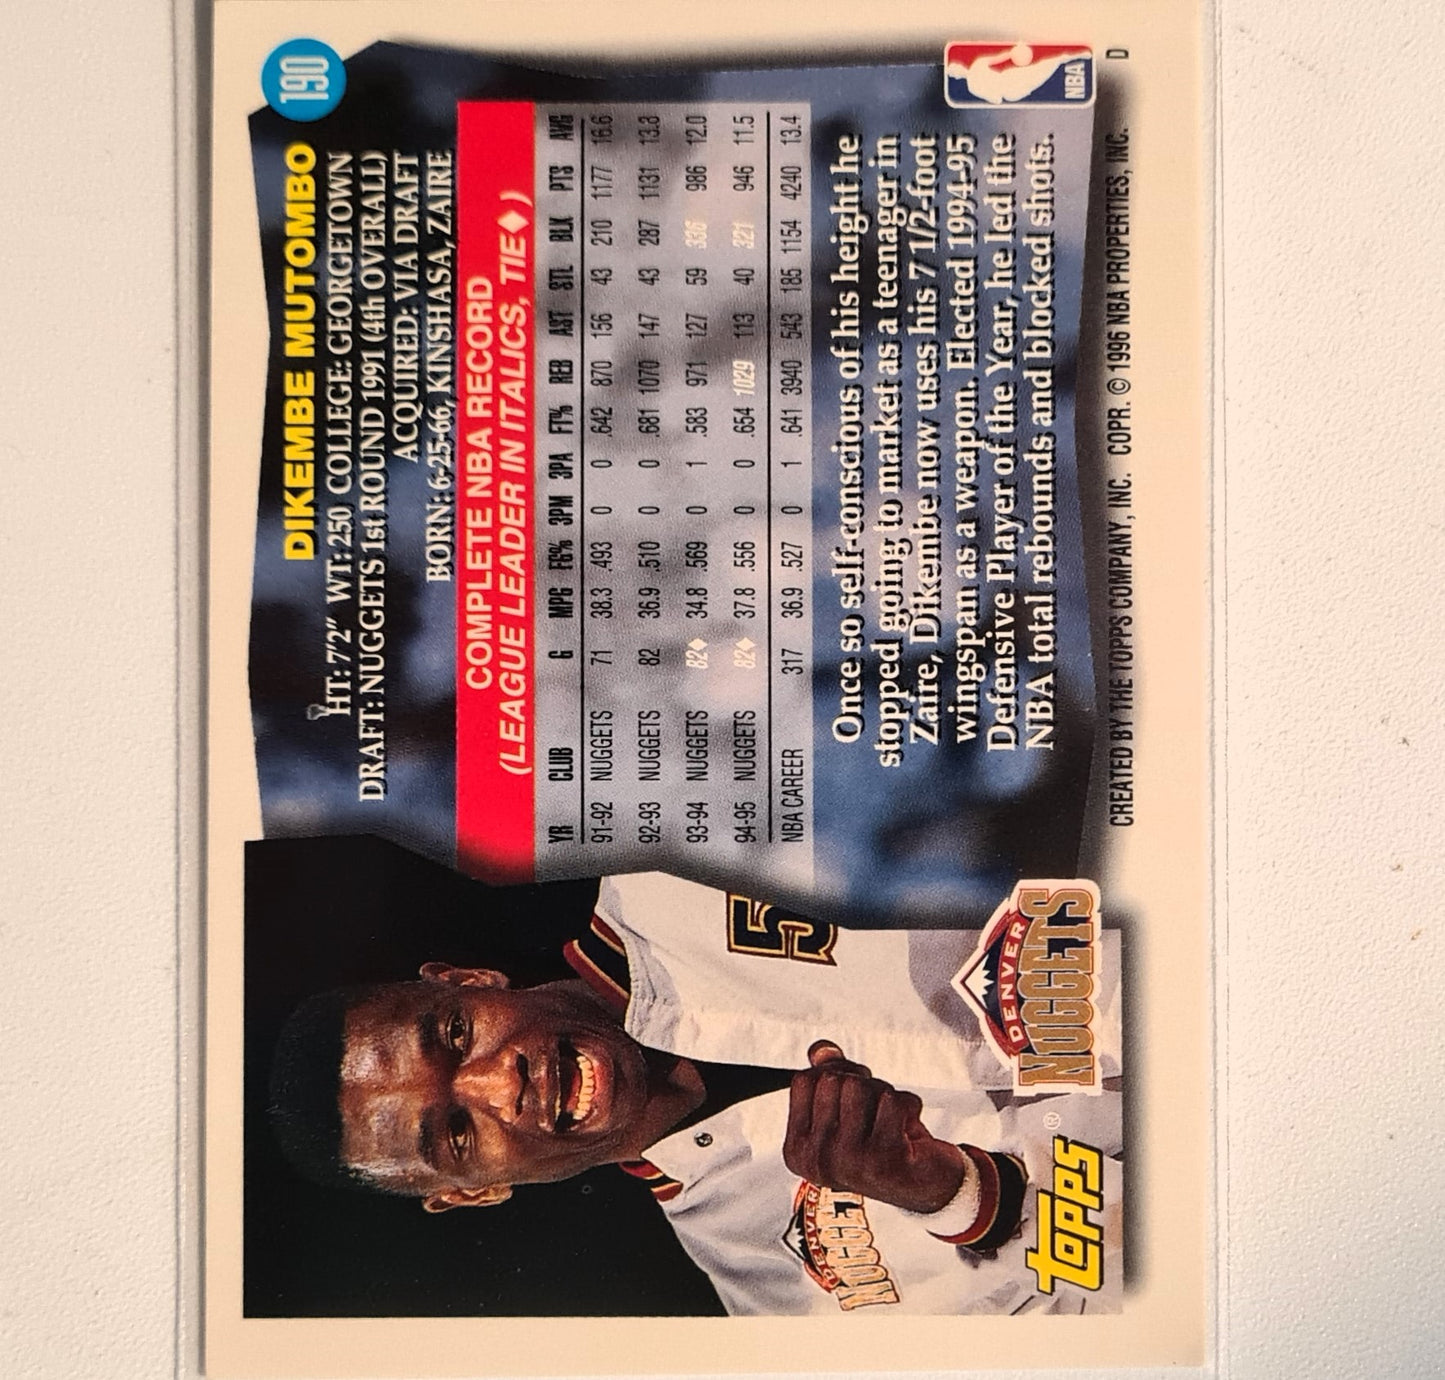 190
DIKEMBE MUTOMBO
HT: 7'2" WT: 250 COLLEGE: GEORGETOWN
DRAFT: NUGGETS 1st ROUND 1991 (4th OVERALL)
ACQUIRED: VIA DRAFT
BORN: 6-25-66, KINSHASA, ZAIRE
COMPLETE NBA RECORD
(LEAGUE LEADER IN ITALICS, TIE◆)
YR CLUB G MPG FG% 3PM 3PA FT% REB AST STL BLK PTS AVG
91-92 NUGGETS 71 38.3 .493 0 0 .642 870 156 43 210 1177 16.6
92-93 NUGGETS 82 36.9 .510 0 0 .681 1070 147 43 287 1131 13.8
93-94 NUGGETS 82◆ 34.8 .569 0 1 .583 971 127 59 336 986 12.0
94-95 NUGGETS 82◆ 37.8 .556 0 0 .654 1029 113 40 321 946 11.5
NBA CAREER 317 36.9 .527 0 1 .641 3940 543 185 1154 4240 13.4
Once so self-conscious of his height he
stopped going to market as a teenager in
Zaire, Dikembe now uses his 7 1/2-foot
wingspan as a weapon. Elected 1994-95
Defensive Player of the Year, he led the
NBA total rebounds and blocked shots.
NBA
CREATED BY THE TOPPS COMPANY, INC. COPR. © 1996 NBA PROPERTIES, INC. D
5
DENVER
NUGGETS
DENVER
NUGGETS
TOPPS®